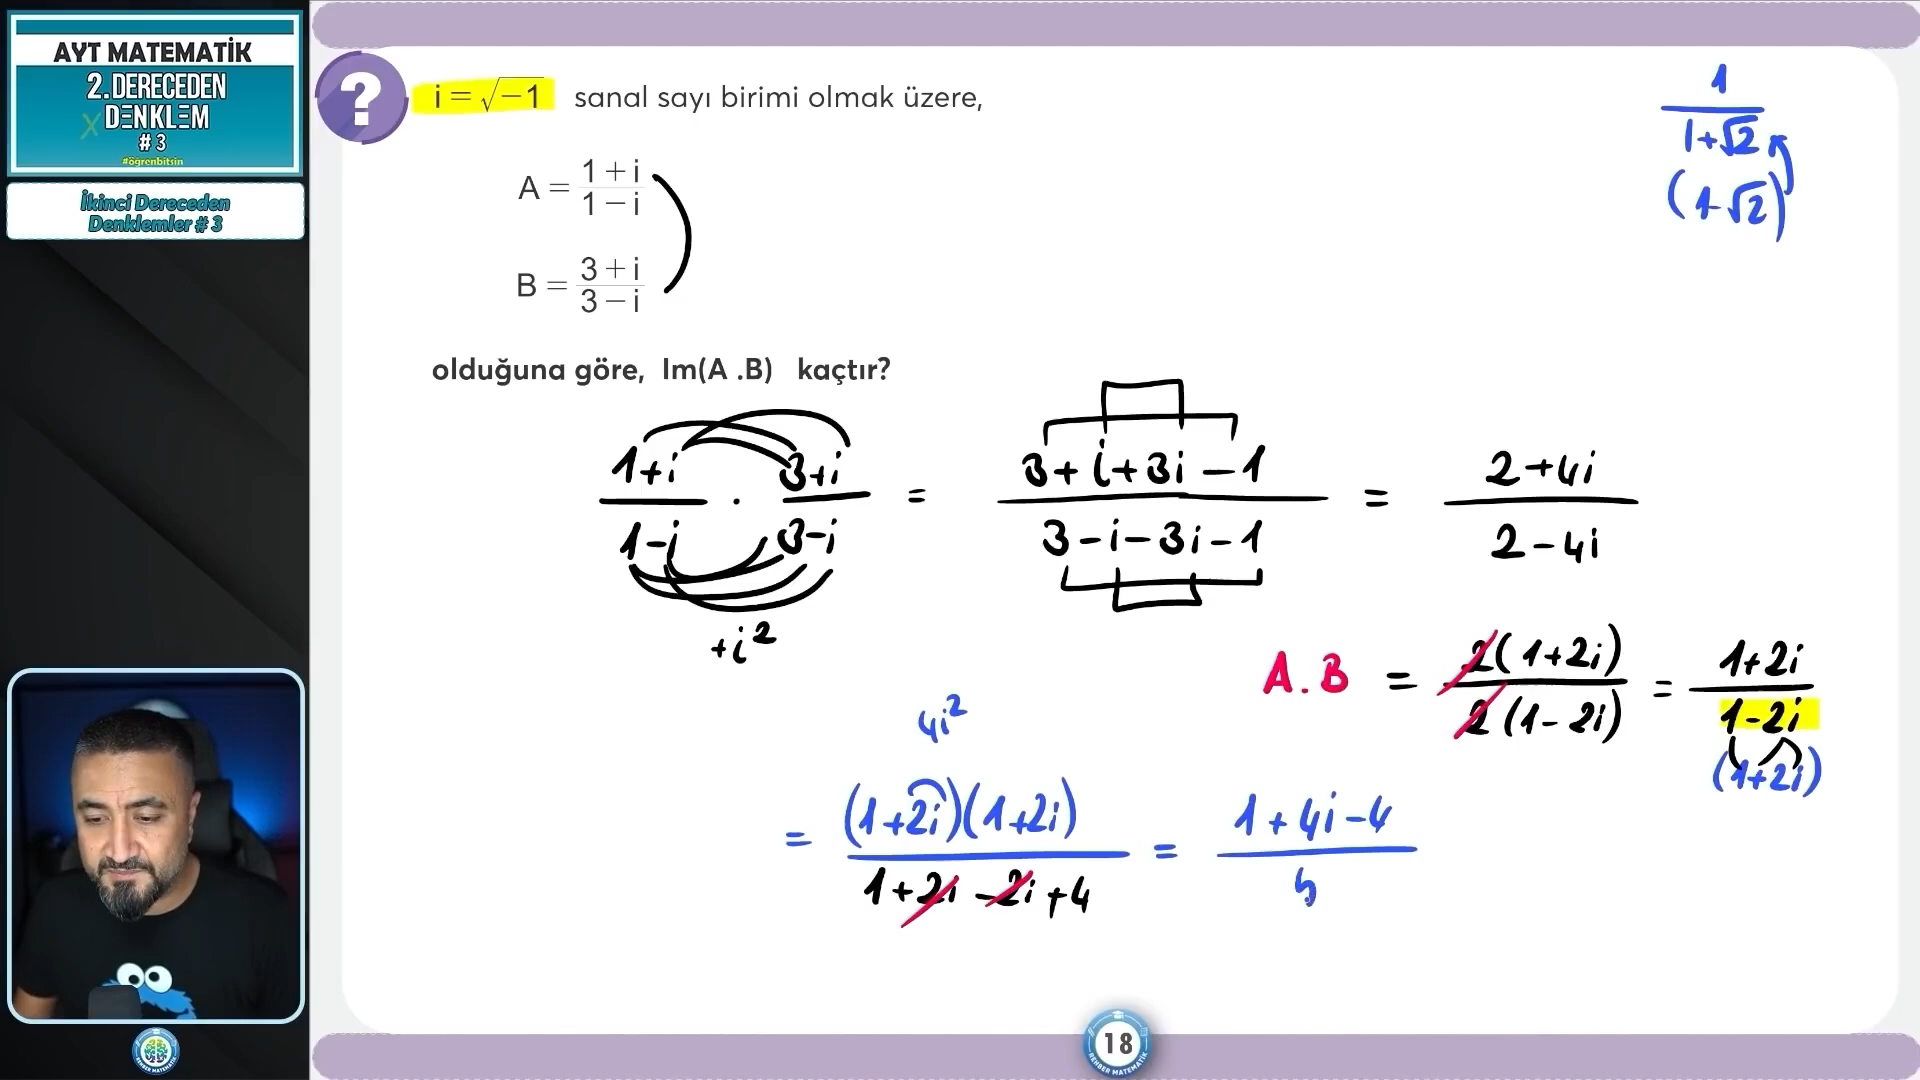 AYT MATEMATİK
2. DERECEDEN
DENKLEM
# 3
#öğrenbitsin
İkinci Dereceden
Denklemler # 3
?
i = √−1 sanal sayı birimi olmak üzere,
A = (1 + i)/(1 − i)
B = (3 + i)/(3 − i)
olduğuna göre, Im(A .B) kaçtır?
1/(1+√2)
(1-√2)
(1+i)/(1-i) · (3+i)/(3-i) = (3+i+3i-1)/(3-i-3i-1) = (2+4i)/(2-4i)
+i²
A.B = 2(1+2i)/2(1-2i) = (1+2i)/(1-2i)
(1+2i)
4i²
= (1+2i)(1+2i)/(1+2i-2i+4) = (1+4i-4)/5
18
REHBER MATEMATİK